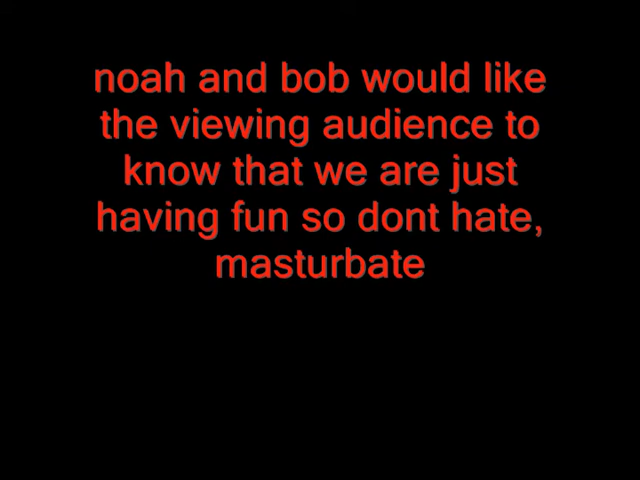 noah and bob would like
the viewing audience to
know that we are just
having fun so dont hate,
masturbate